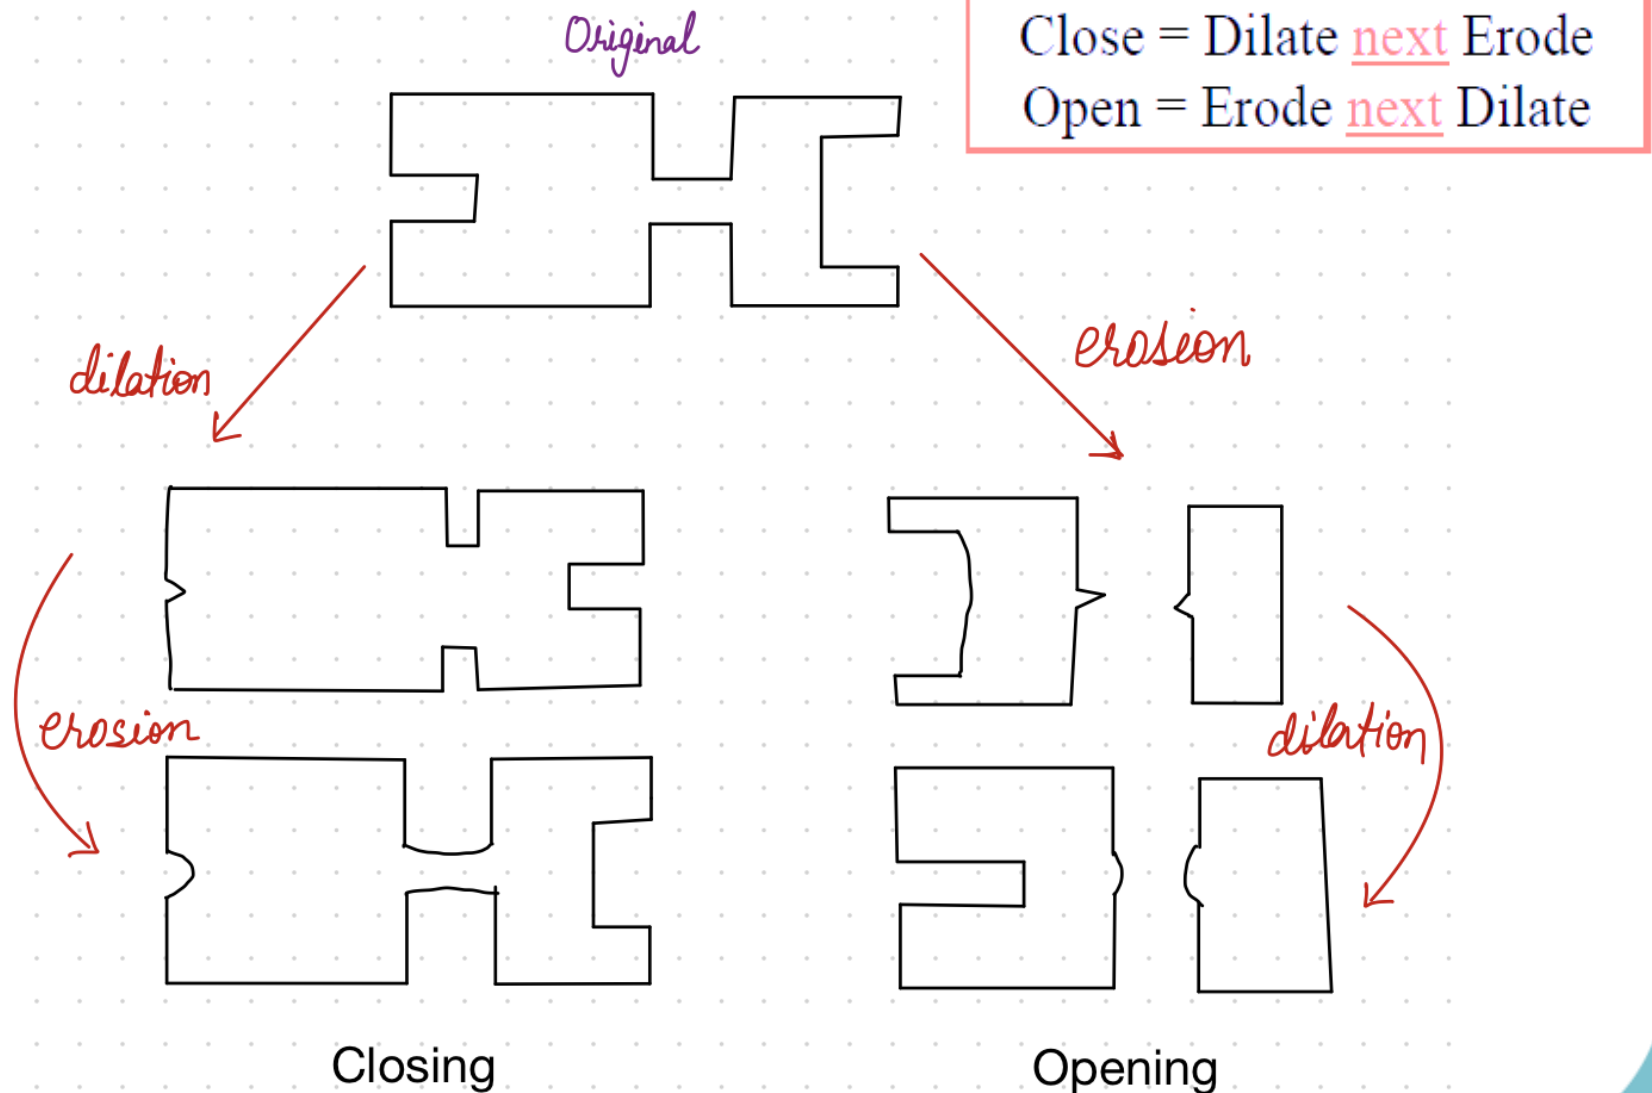 Original
Close = Dilate next Erode
Open = Erode next Dilate
dilation
erosion
erosion
dilation
Closing
Opening